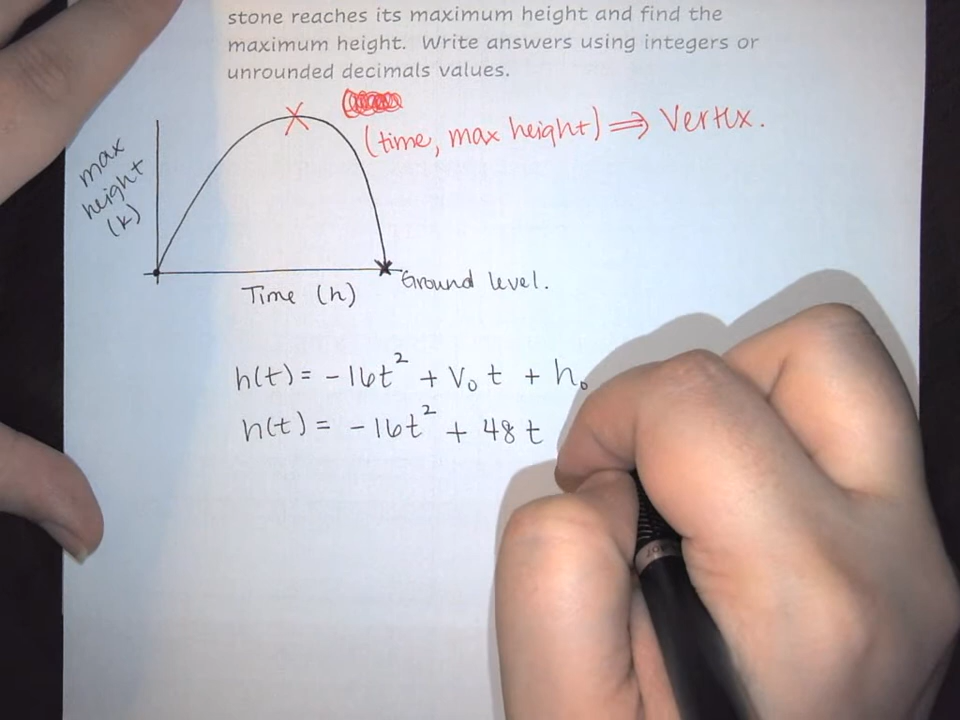 stone reaches its maximum height and find the
maximum height. Write answers using integers or
unrounded decimals values.
(time, max height) ⇒ Vertex.
max
height
(k)
Ground level.
Time (h)
h(t) = -16t² + V₀ t + h₀
h(t) = -16t² + 48t